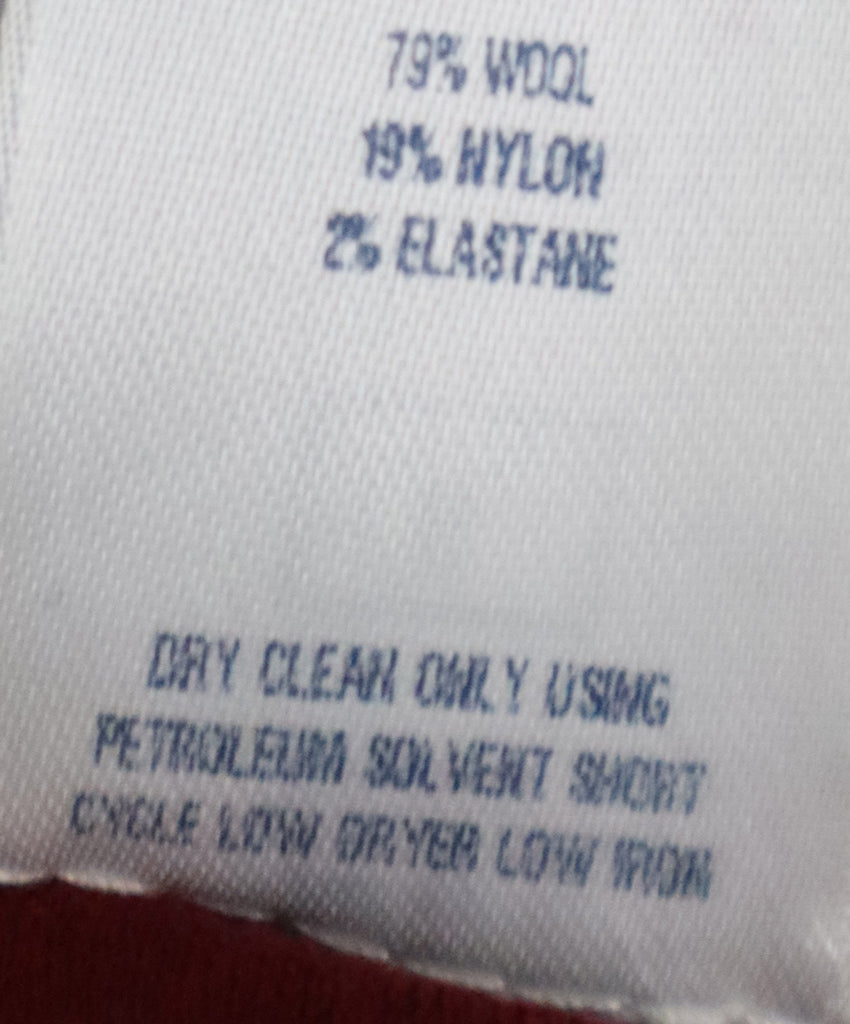 79% WOOL
19% NYLON
2% ELASTANE
DRY CLEAN ONLY USING
PETROLEUM SOLVENT SHORT
CYCLE LOW DRYER LOW IRON